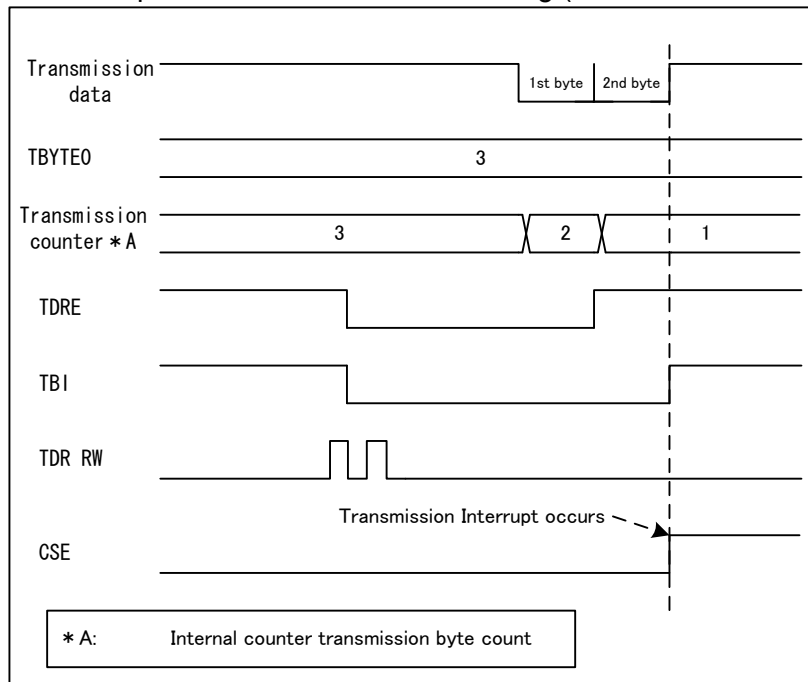 Transmission
data
1st byte 2nd byte
TBYTE0
3
Transmission
counter *A
3 2 1
TDRE
TBI
TDR RW
Transmission Interrupt occurs
CSE
*A: Internal counter transmission byte count